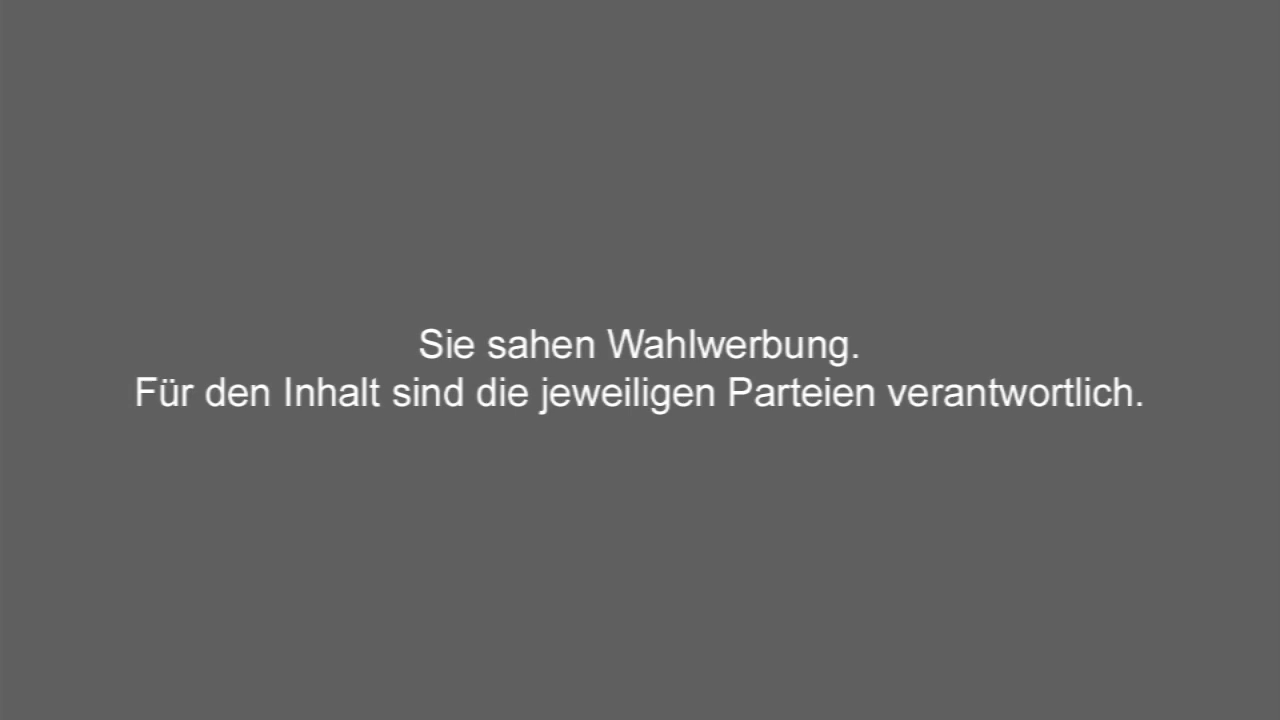 Sie sahen Wahlwerbung.
Für den Inhalt sind die jeweiligen Parteien verantwortlich.